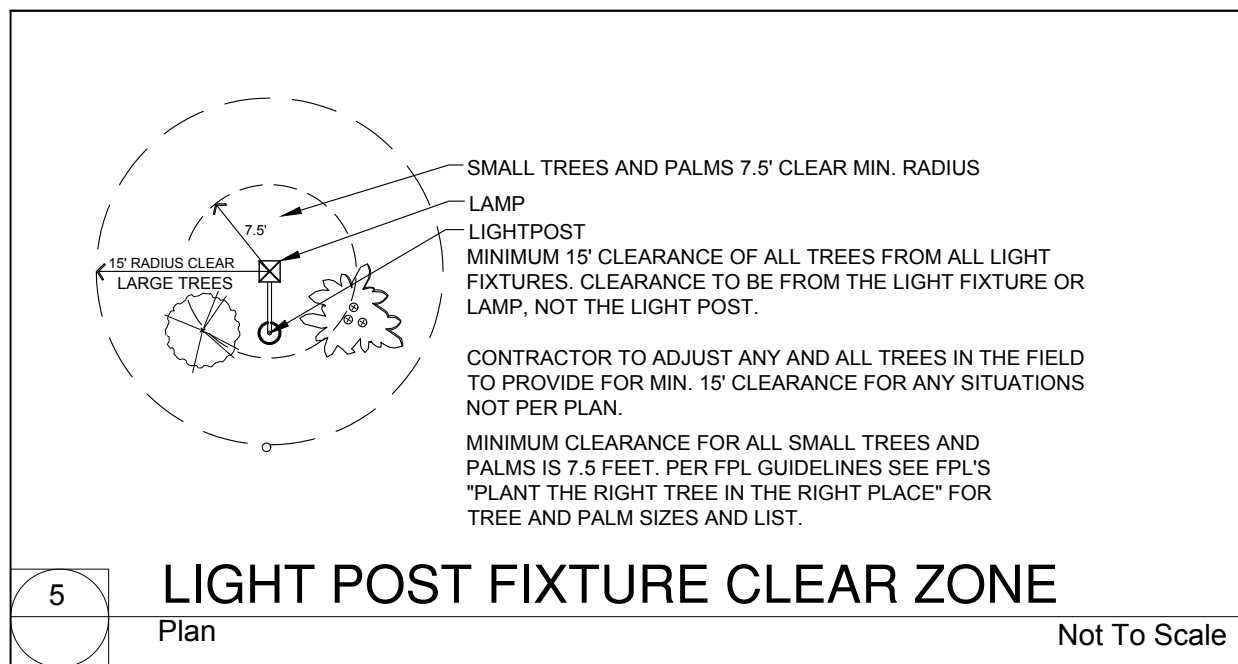 SMALL TREES AND PALMS 7.5' CLEAR MIN. RADIUS
LAMP
LIGHTPOST
MINIMUM 15' CLEARANCE OF ALL TREES FROM ALL LIGHT
FIXTURES. CLEARANCE TO BE FROM THE LIGHT FIXTURE OR
LAMP, NOT THE LIGHT POST.
7.5'
15' RADIUS CLEAR
LARGE TREES
CONTRACTOR TO ADJUST ANY AND ALL TREES IN THE FIELD
TO PROVIDE FOR MIN. 15' CLEARANCE FOR ANY SITUATIONS
NOT PER PLAN.
MINIMUM CLEARANCE FOR ALL SMALL TREES AND
PALMS IS 7.5 FEET. PER FPL GUIDELINES SEE FPL'S
"PLANT THE RIGHT TREE IN THE RIGHT PLACE" FOR
TREE AND PALM SIZES AND LIST.
5
LIGHT POST FIXTURE CLEAR ZONE
Plan
Not To Scale